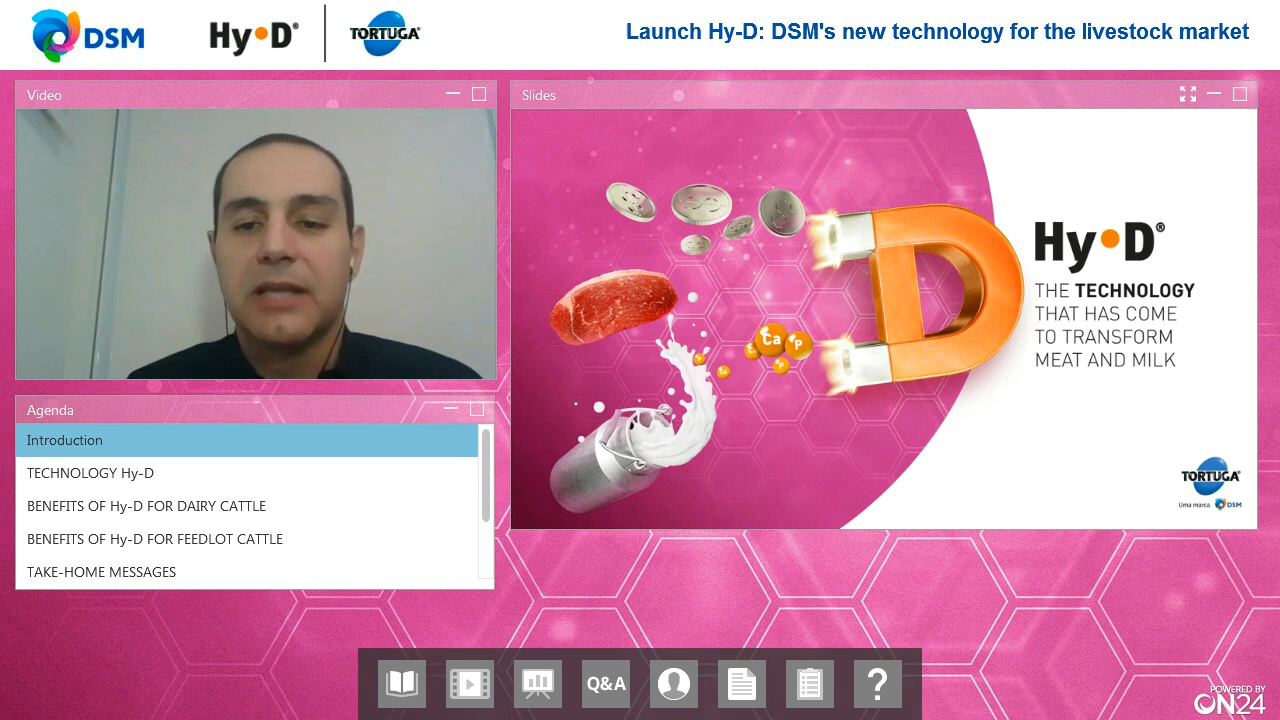 DSM
Hy•D®
TORTUGA
Launch Hy-D: DSM's new technology for the livestock market
Video
Slides
Ca
P
Hy•D®
THE TECHNOLOGY
THAT HAS COME
TO TRANSFORM
MEAT AND MILK
TORTUGA
Uma marca DSM
Agenda
Introduction
TECHNOLOGY Hy-D
BENEFITS OF Hy-D FOR DAIRY CATTLE
BENEFITS OF Hy-D FOR FEEDLOT CATTLE
TAKE-HOME MESSAGES
Q&A
?
POWERED BY
ON24